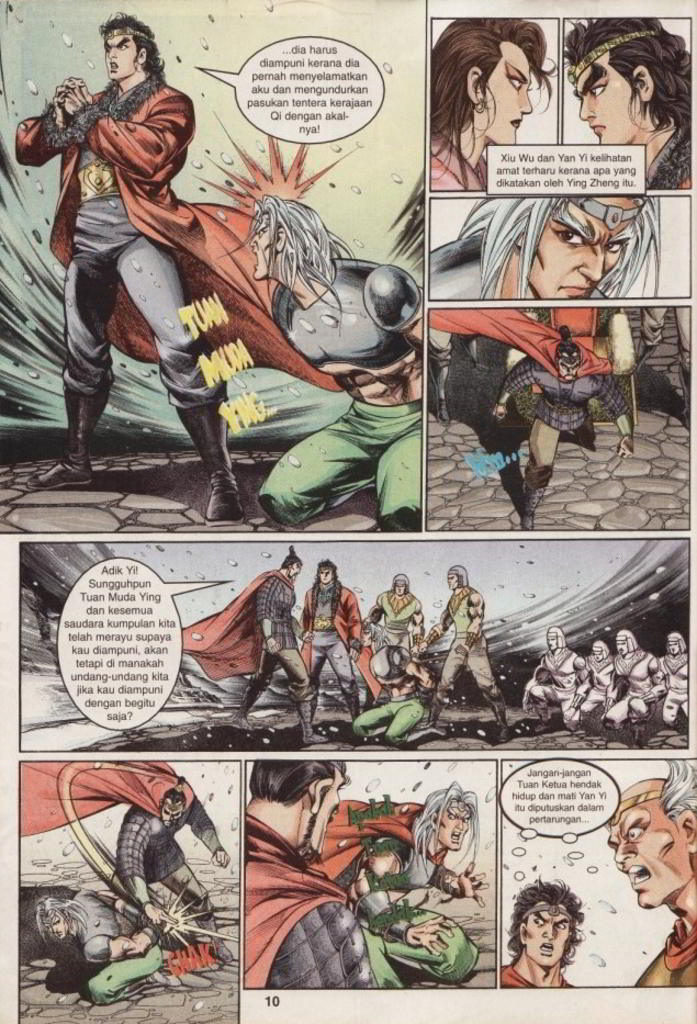 ...dia harus
diampuni kerana dia
pernah menyelamatkan
aku dan mengundurkan
pasukan tentera kerajaan
Qi dengan akal-
nya!
Xiu Wu dan Yan Yi kelihatan
amat terharu kerana apa yang
dikatakan oleh Ying Zheng itu.
TUAN
MUDA
YING...
Adik Yi!
Sungguhpun
Tuan Muda Ying
dan kesemua
saudara kumpulan kita
telah merayu supaya
kau diampuni, akan
tetapi di manakah
undang-undang kita
jika kau diampuni
dengan begitu
saja?
CHAK
Jangan-jangan
Tuan Ketua hendak
hidup dan mati Yan Yi
itu diputuskan dalam
pertarungan...
10